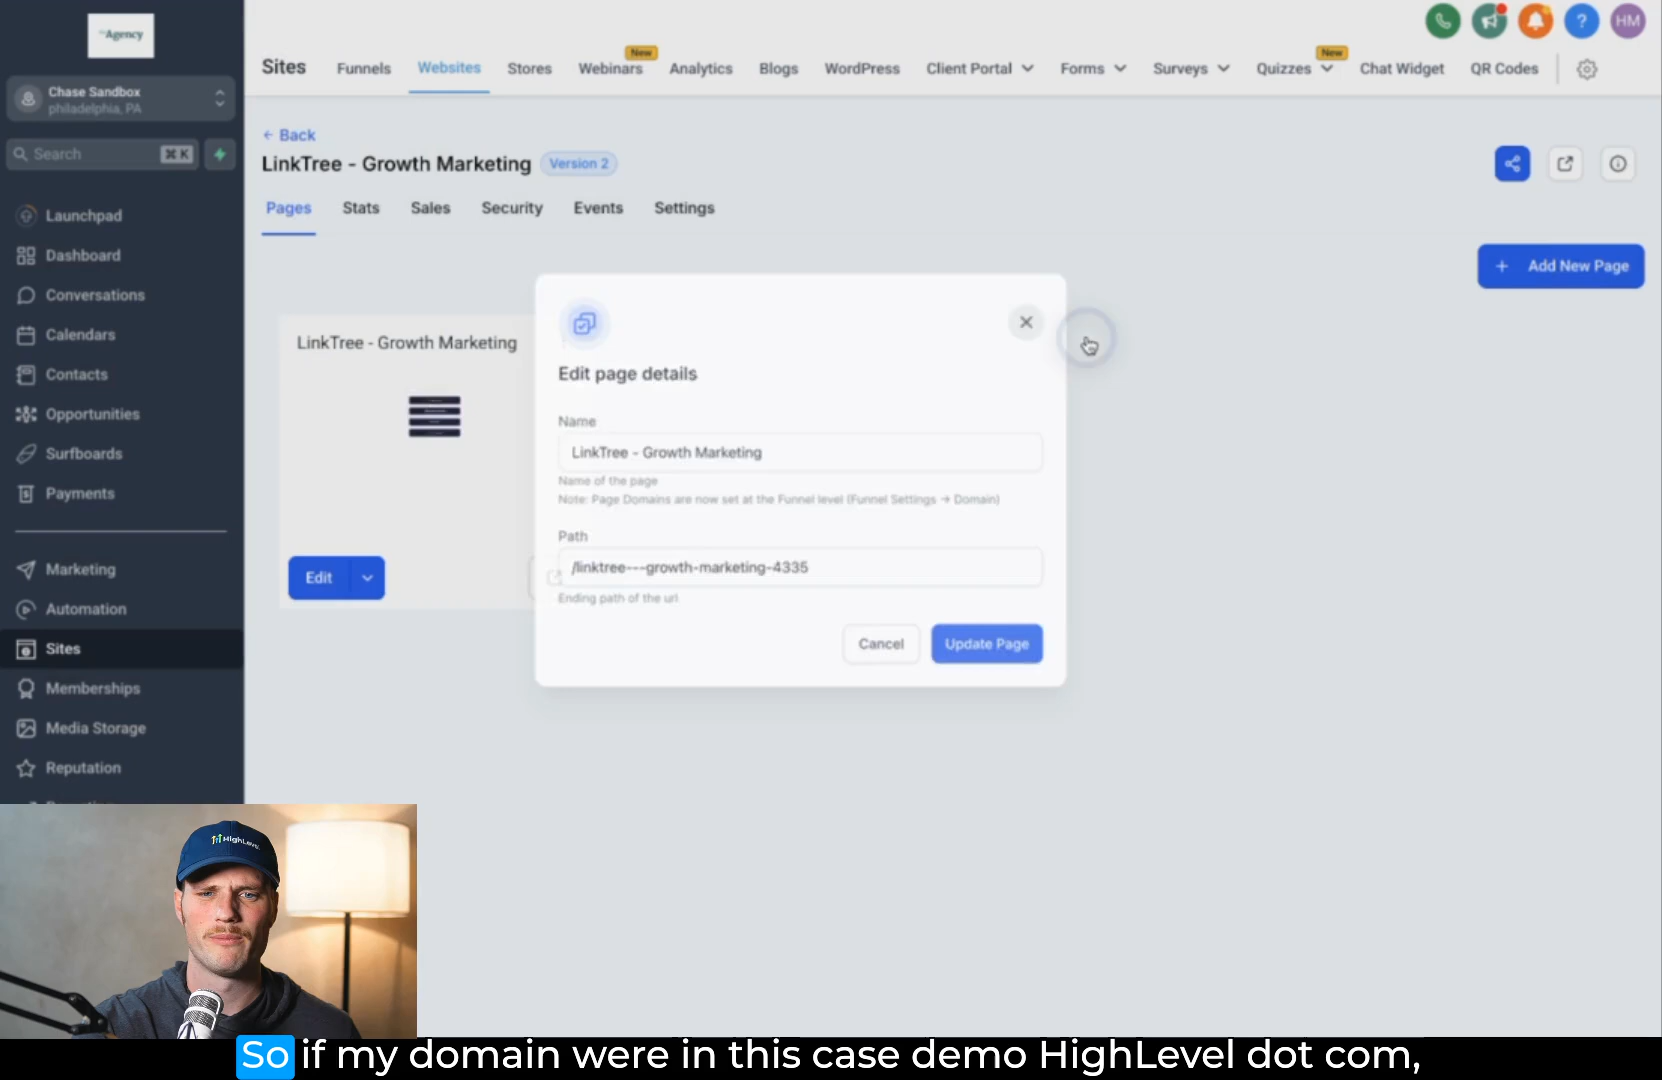 Agency
HM
Sites
Funnels
Websites
Stores
Webinars
New
Analytics
Blogs
WordPress
Client Portal
Forms
Surveys
Quizzes
New
Chat Widget
QR Codes
Chase Sandbox
philadelphia, PA
Search
⌘ K
← Back
LinkTree - Growth Marketing
Version 2
Pages
Stats
Sales
Security
Events
Settings
+ Add New Page
Launchpad
Dashboard
Conversations
Calendars
Contacts
Opportunities
Surfboards
Payments
Marketing
Automation
Sites
Memberships
Media Storage
Reputation
LinkTree - Growth Marketing
Edit
Edit page details
Name
LinkTree - Growth Marketing
Name of the page
Note: Page Domains are now set at the Funnel level (Funnel Settings → Domain)
Path
/linktree---growth-marketing-4335
Ending path of the url
Cancel
Update Page
HighLevel
So if my domain were in this case demo HighLevel dot com,